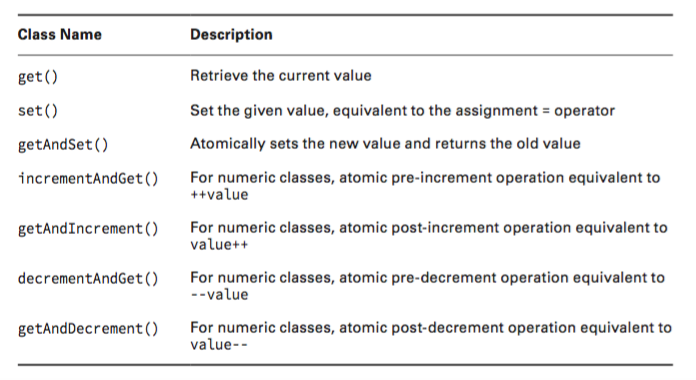 Class Name Description
get() Retrieve the current value
set() Set the given value, equivalent to the assignment = operator
getAndSet() Atomically sets the new value and returns the old value
incrementAndGet() For numeric classes, atomic pre-increment operation equivalent to
++value
getAndIncrement() For numeric classes, atomic post-increment operation equivalent to
value++
decrementAndGet() For numeric classes, atomic pre-decrement operation equivalent to
--value
getAndDecrement() For numeric classes, atomic post-decrement operation equivalent to
value--